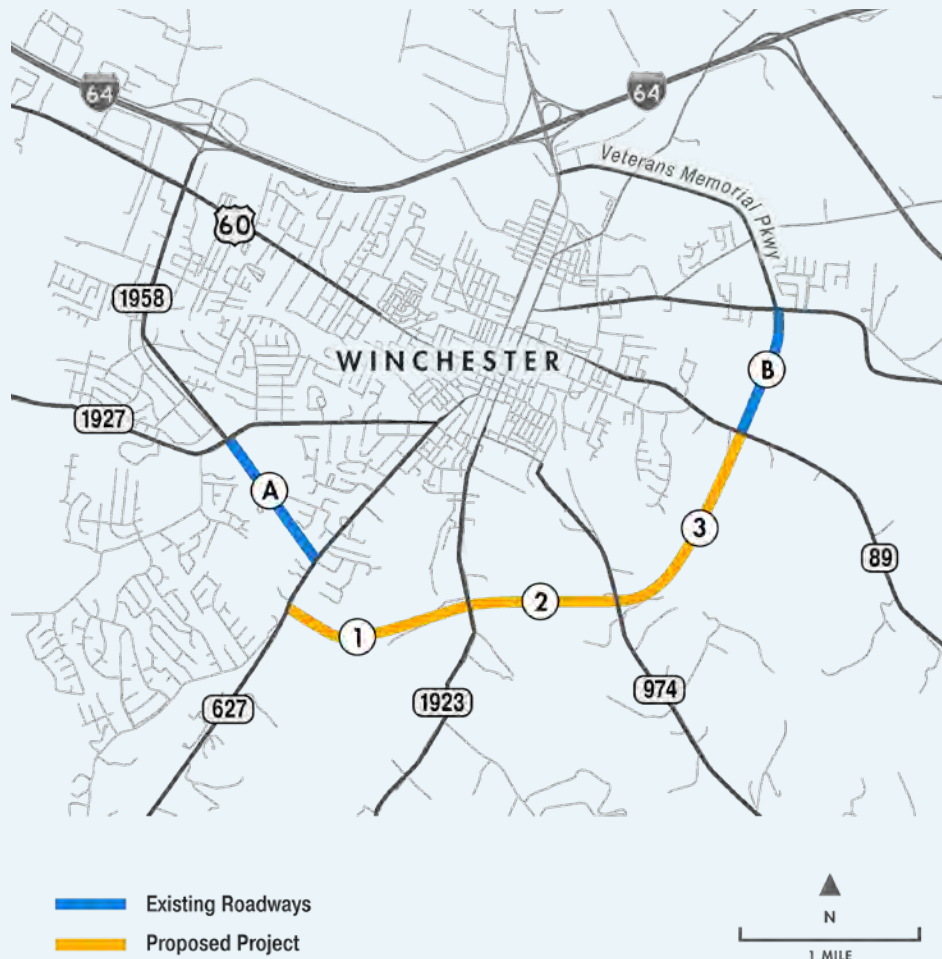 64
64
Veterans Memorial Pkwy
60
1958
WINCHESTER
B
1927
A
3
89
2
1
974
1923
627
Existing Roadways
Proposed Project
N
1 MILE